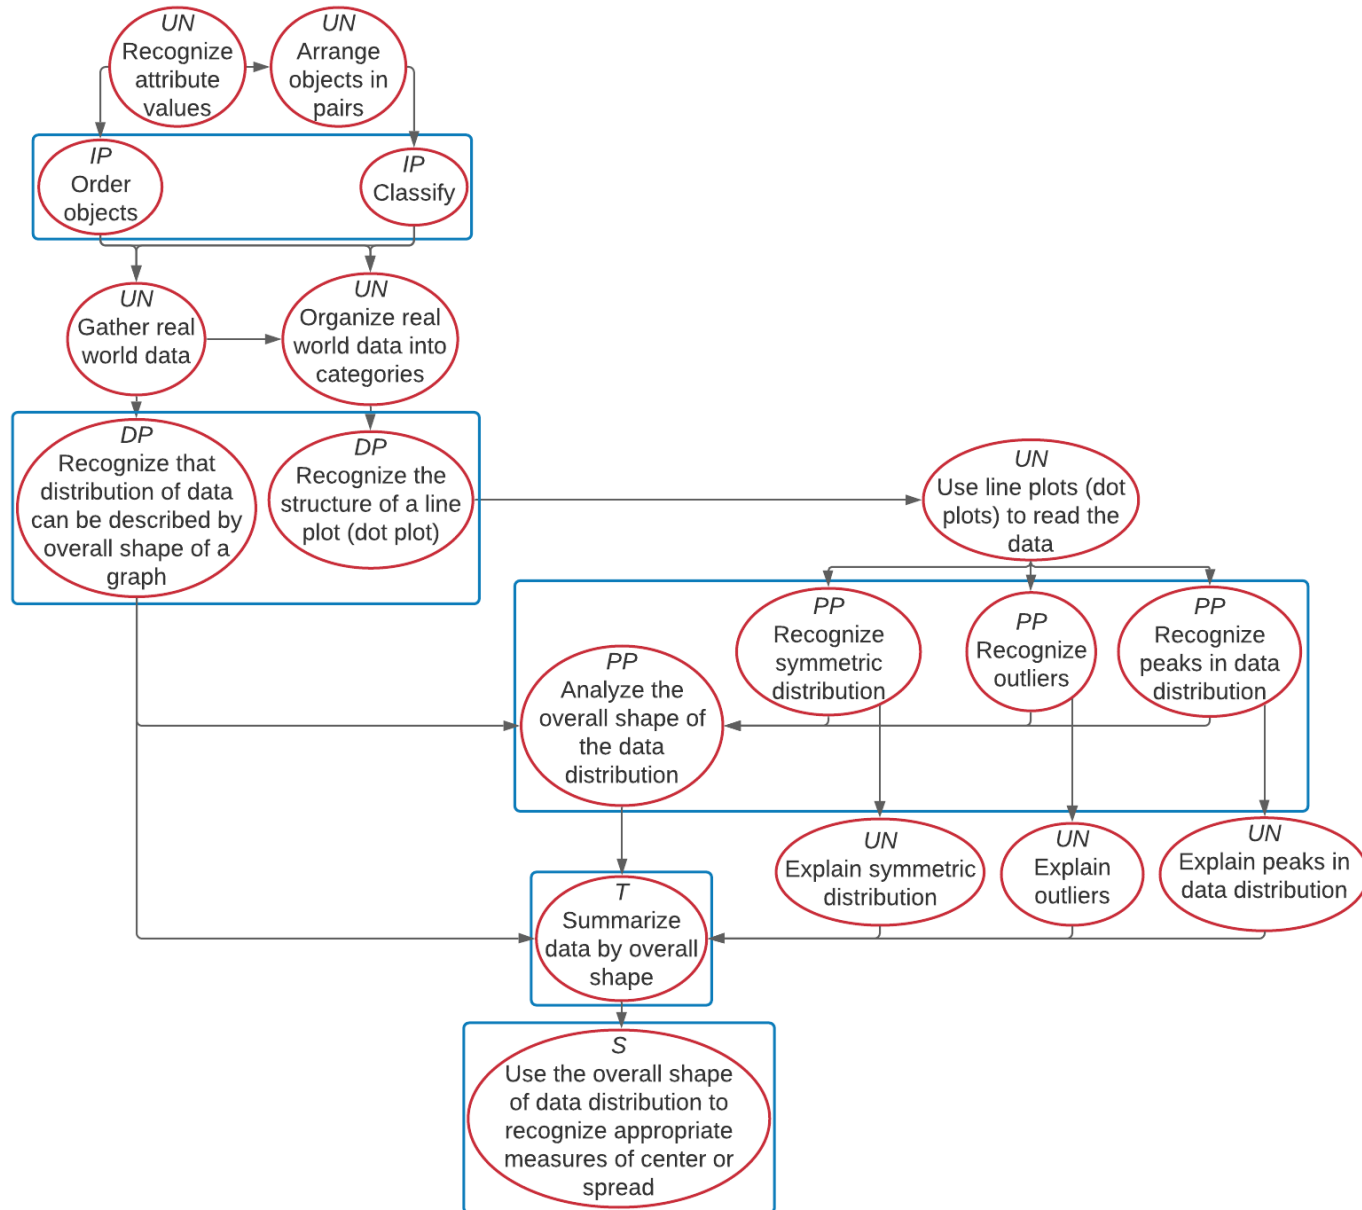 UN
Recognize
attribute
values
UN
Arrange
objects in
pairs
IP
Order
objects
IP
Classify
UN
Gather real
world data
UN
Organize real
world data into
categories
DP
Recognize that
distribution of data
can be described by
overall shape of a
graph
DP
Recognize the
structure of a line
plot (dot plot)
UN
Use line plots (dot
plots) to read the
data
PP
Recognize
symmetric
distribution
PP
Recognize
outliers
PP
Recognize
peaks in data
distribution
PP
Analyze the
overall shape of
the data
distribution
UN
Explain symmetric
distribution
UN
Explain
outliers
UN
Explain peaks in
data distribution
T
Summarize
data by overall
shape
S
Use the overall shape
of data distribution to
recognize appropriate
measures of center or
spread